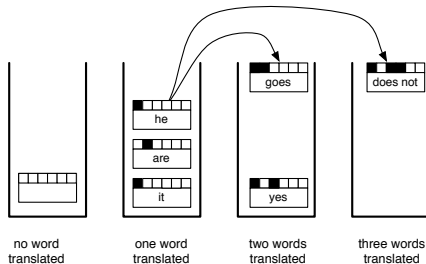 goes
does not
he
are
it
yes
no word
translated
one word
translated
two words
translated
three words
translated